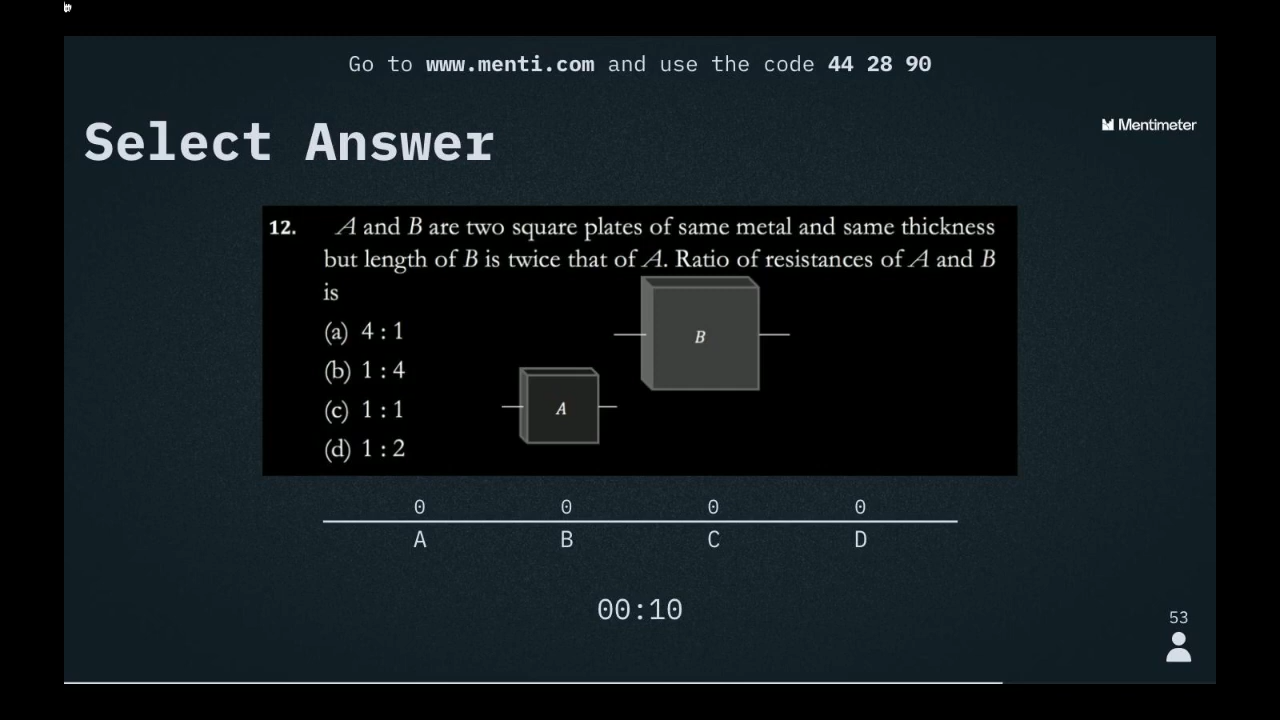 Go to www.menti.com and use the code 44 28 90
Select Answer
Mentimeter
12. A and B are two square plates of same metal and same thickness
but length of B is twice that of A. Ratio of resistances of A and B
is
(a) 4 : 1
(b) 1 : 4
(c) 1 : 1
(d) 1 : 2
B
A
0 0 0 0
A B C D
00:10
53